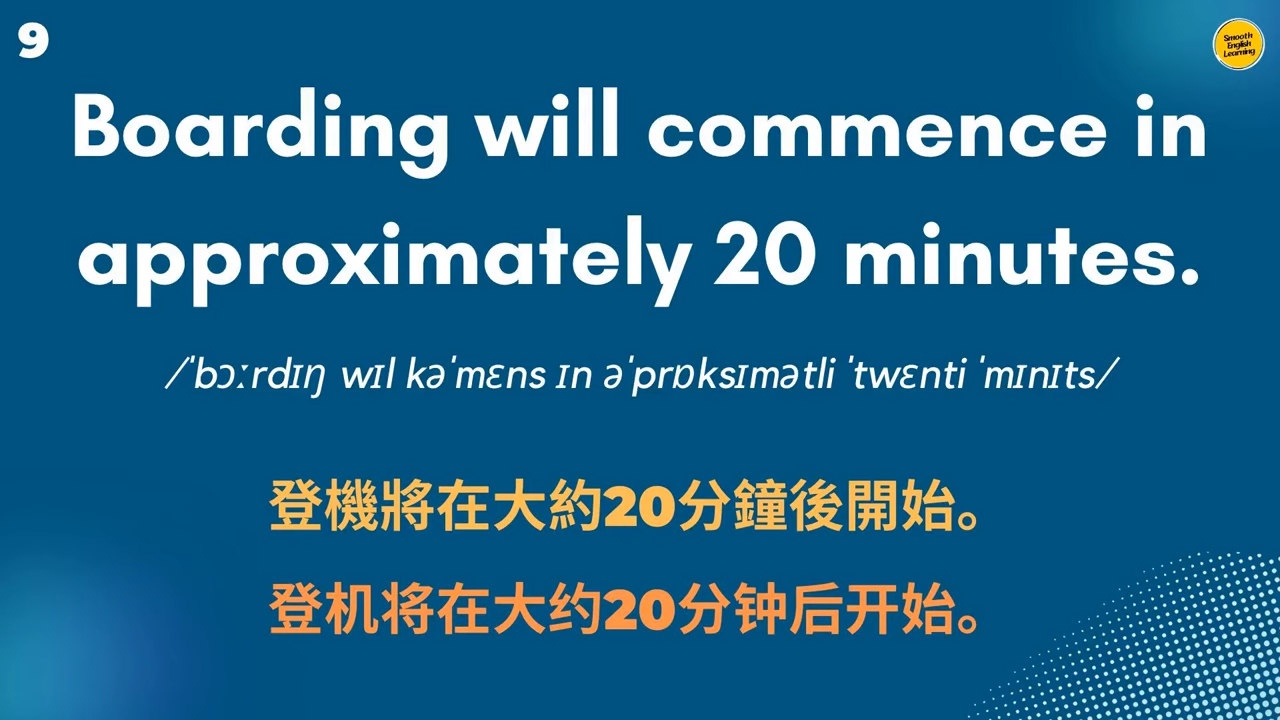 9
Smooth
English
Learning
Boarding will commence in
approximately 20 minutes.
/ˈbɔːrdɪŋ wɪl kəˈmɛns ɪn əˈprɒksɪmətli ˈtwɛnti ˈmɪnɪts/
登機將在大約20分鐘後開始。
登机将在大约20分钟后开始。